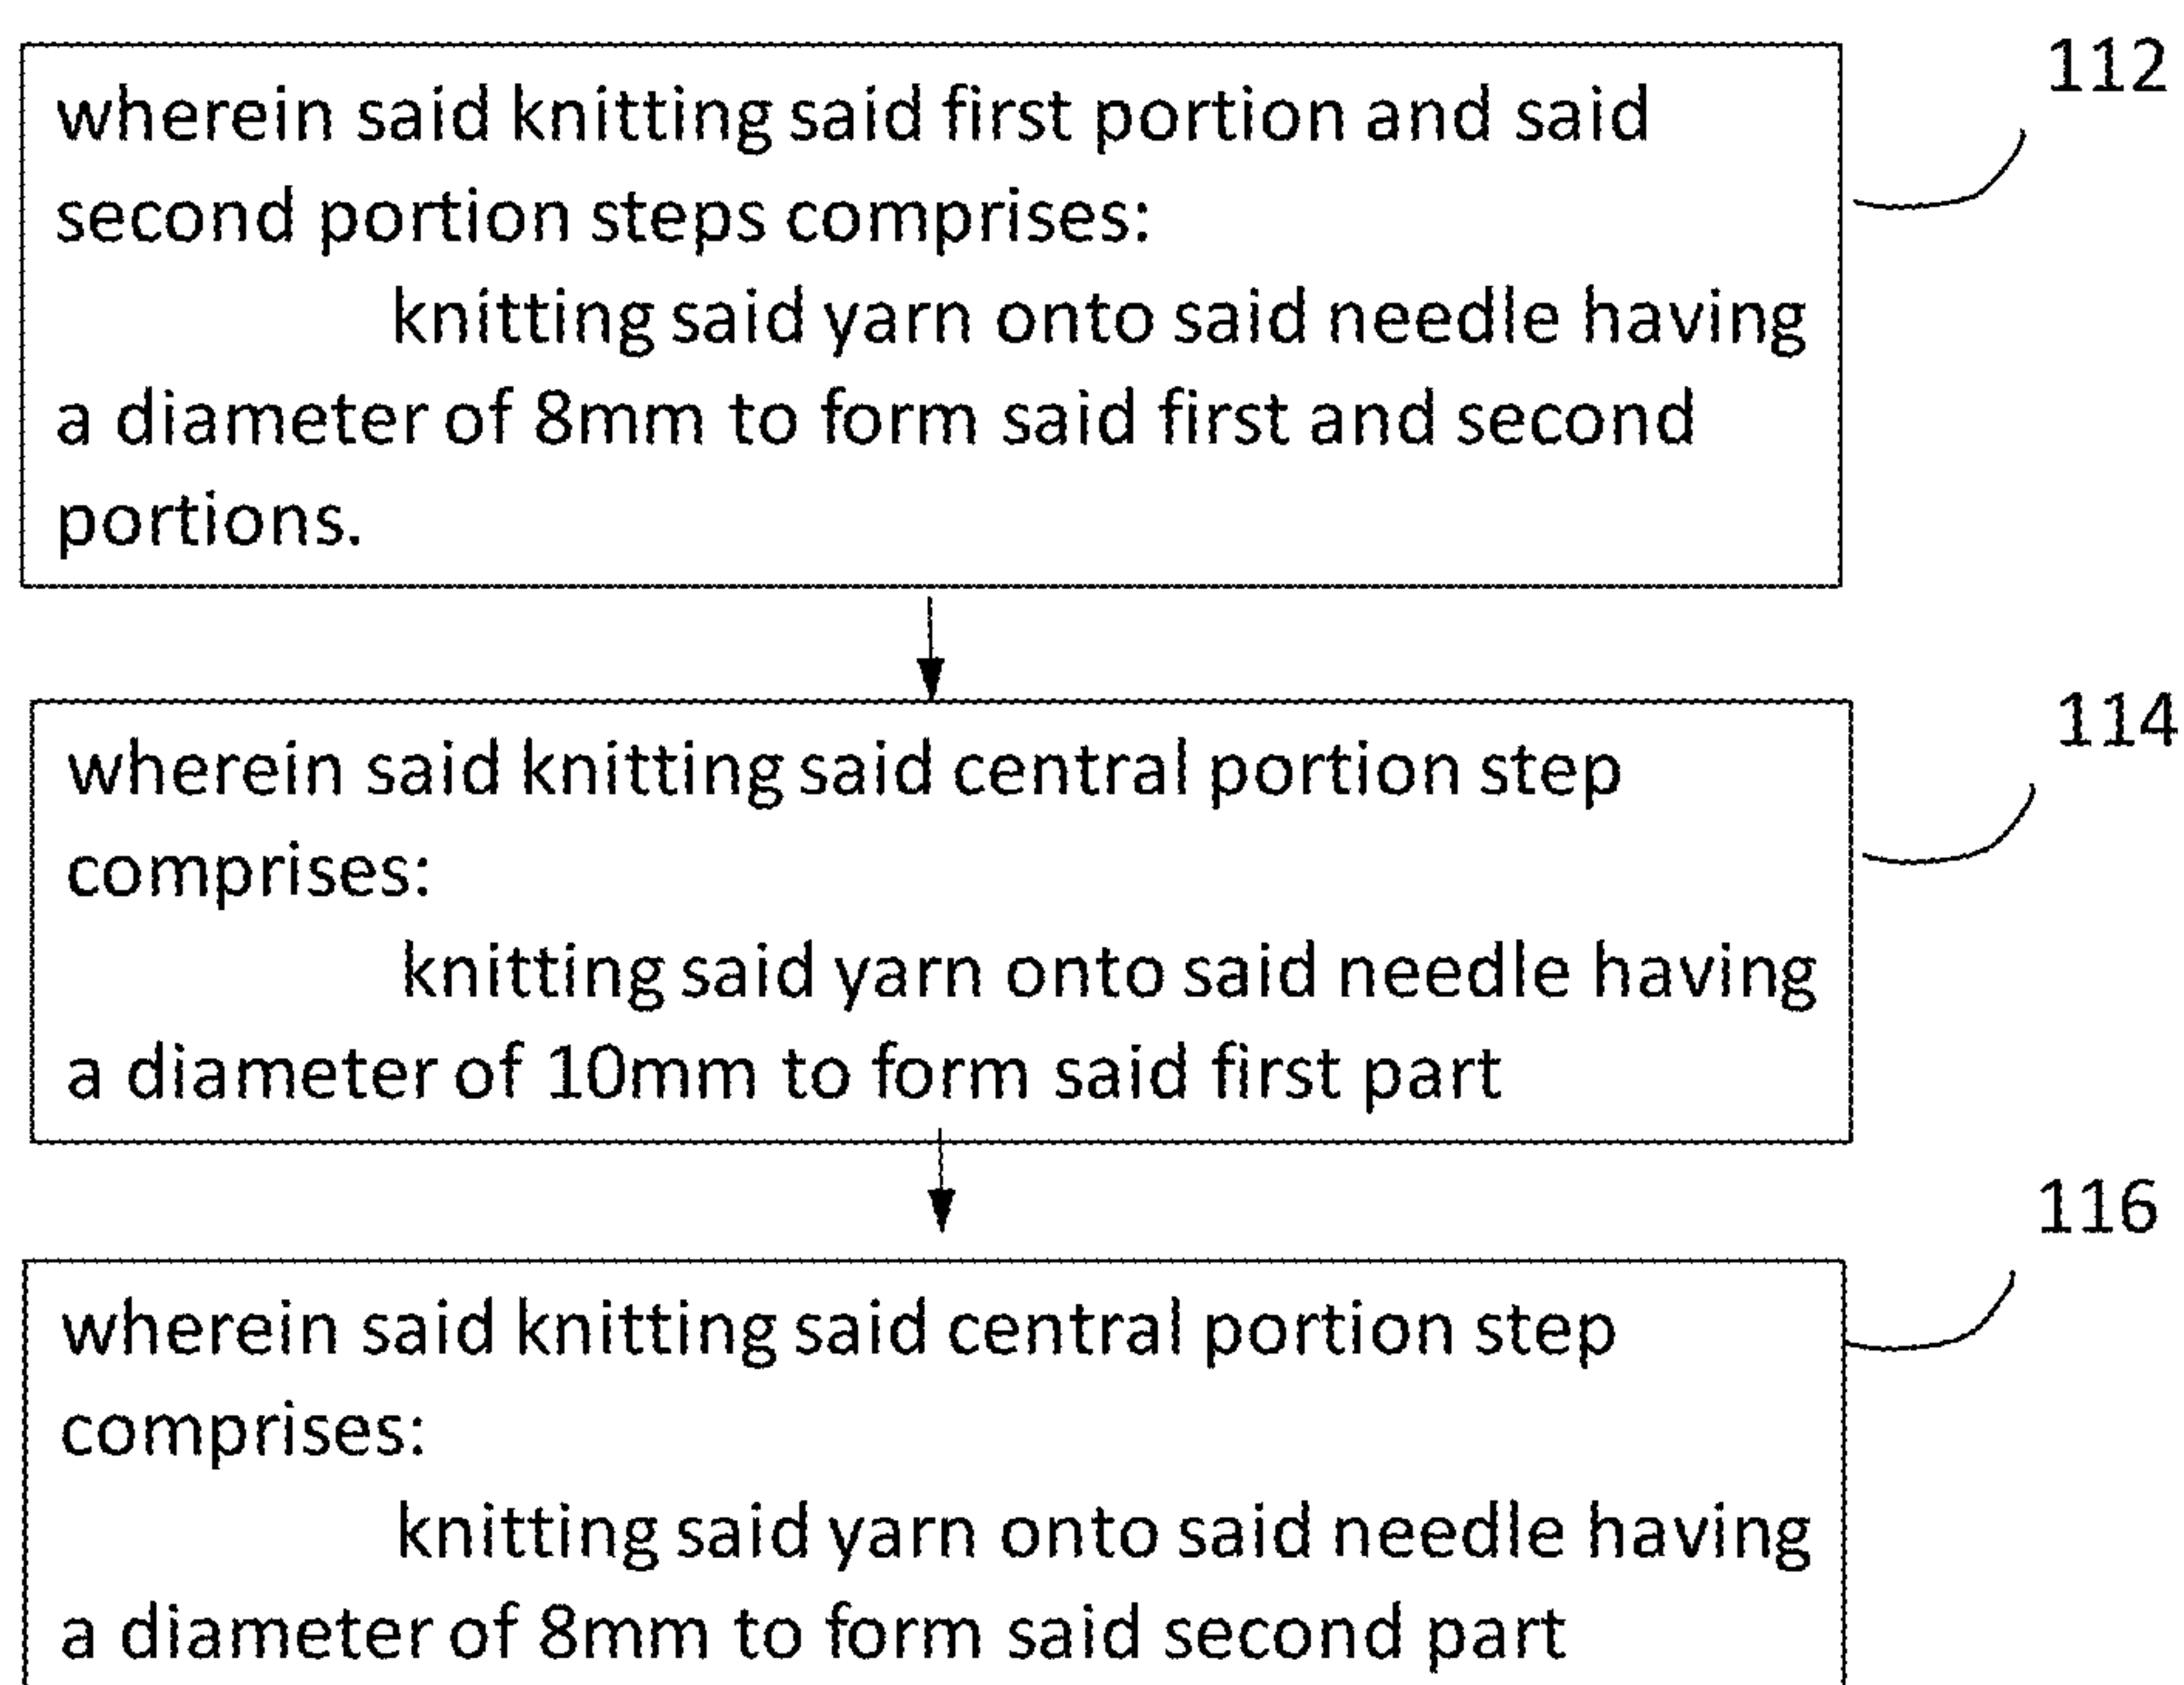 112
wherein said knitting said first portion and said
second portion steps comprises:
knitting said yarn onto said needle having
a diameter of 8mm to form said first and second
portions.
114
wherein said knitting said central portion step
comprises:
knitting said yarn onto said needle having
a diameter of 10mm to form said first part
116
wherein said knitting said central portion step
comprises:
knitting said yarn onto said needle having
a diameter of 8mm to form said second part